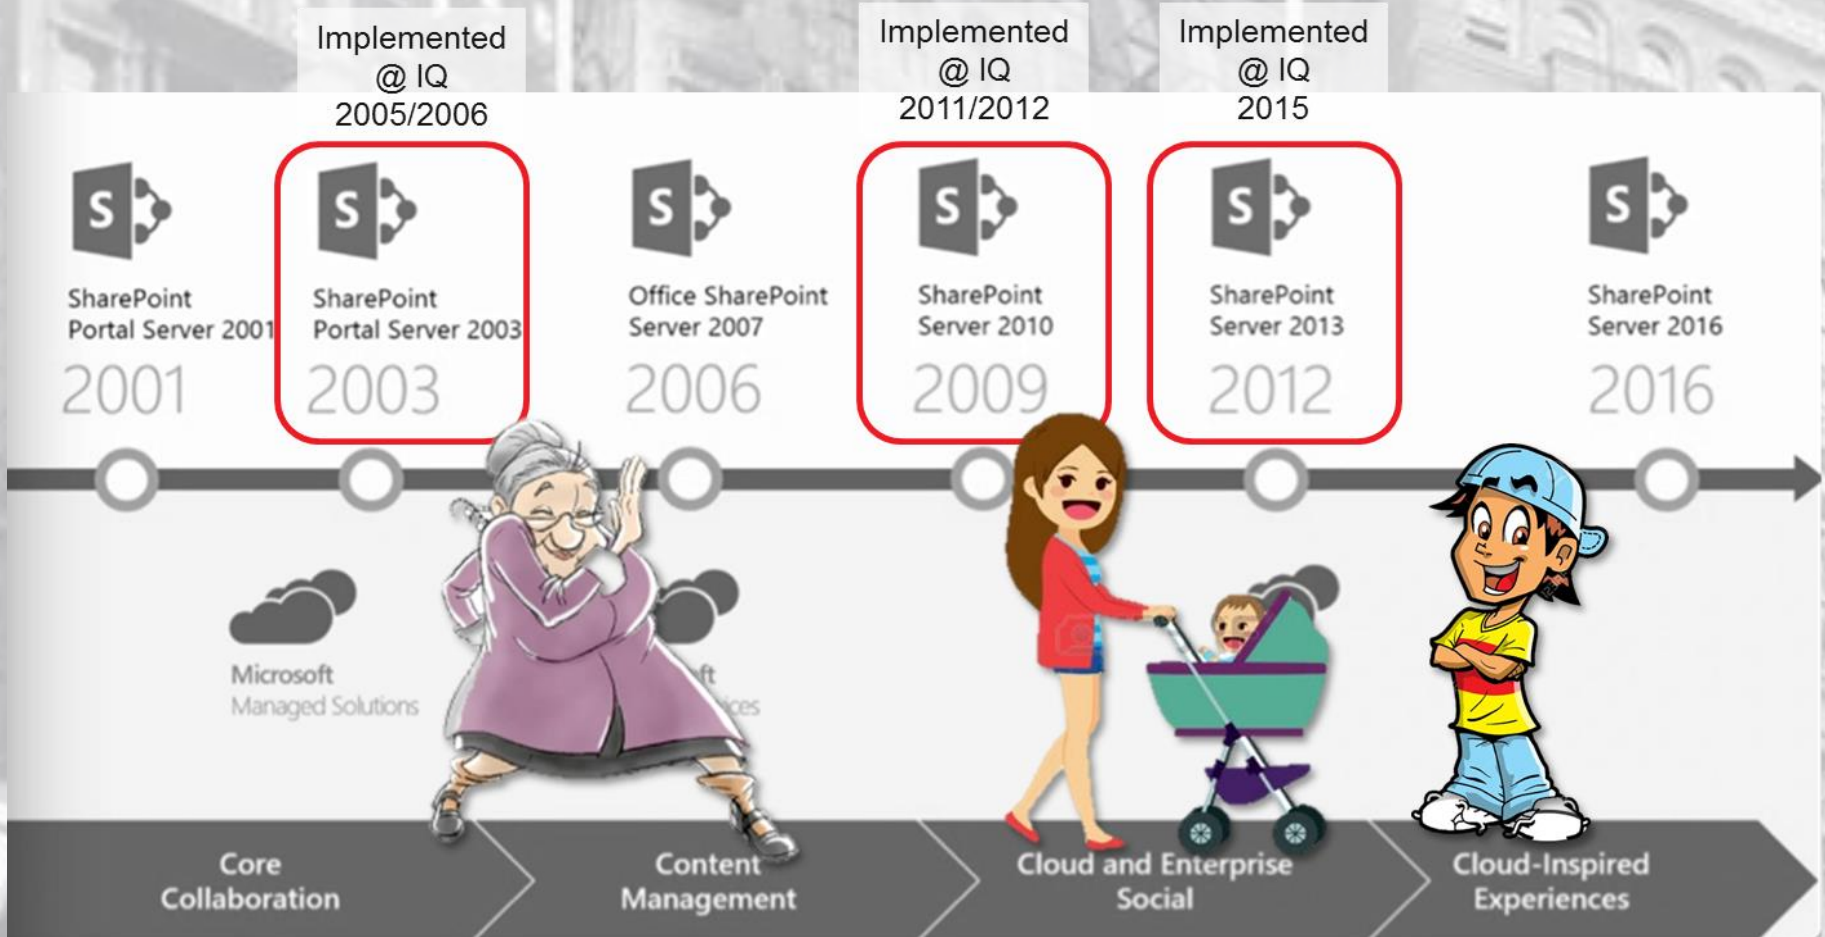 Implemented
@ IQ
2005/2006
Implemented
@ IQ
2011/2012
Implemented
@ IQ
2015
S
SharePoint
Portal Server 2001
2001
S
SharePoint
Portal Server 2003
2003
S
Office SharePoint
Server 2007
2006
S
SharePoint
Server 2010
2009
S
SharePoint
Server 2013
2012
S
SharePoint
Server 2016
2016
Microsoft
Managed Solutions
ft
ices
Core
Collaboration
Content
Management
Cloud and Enterprise
Social
Cloud-Inspired
Experiences